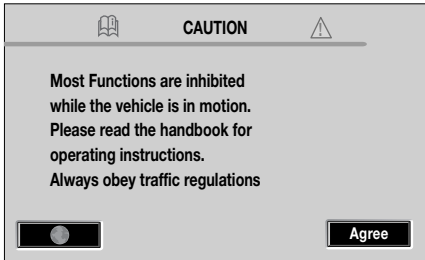 CAUTION
Most Functions are inhibited
while the vehicle is in motion.
Please read the handbook for
operating instructions.
Always obey traffic regulations
Agree